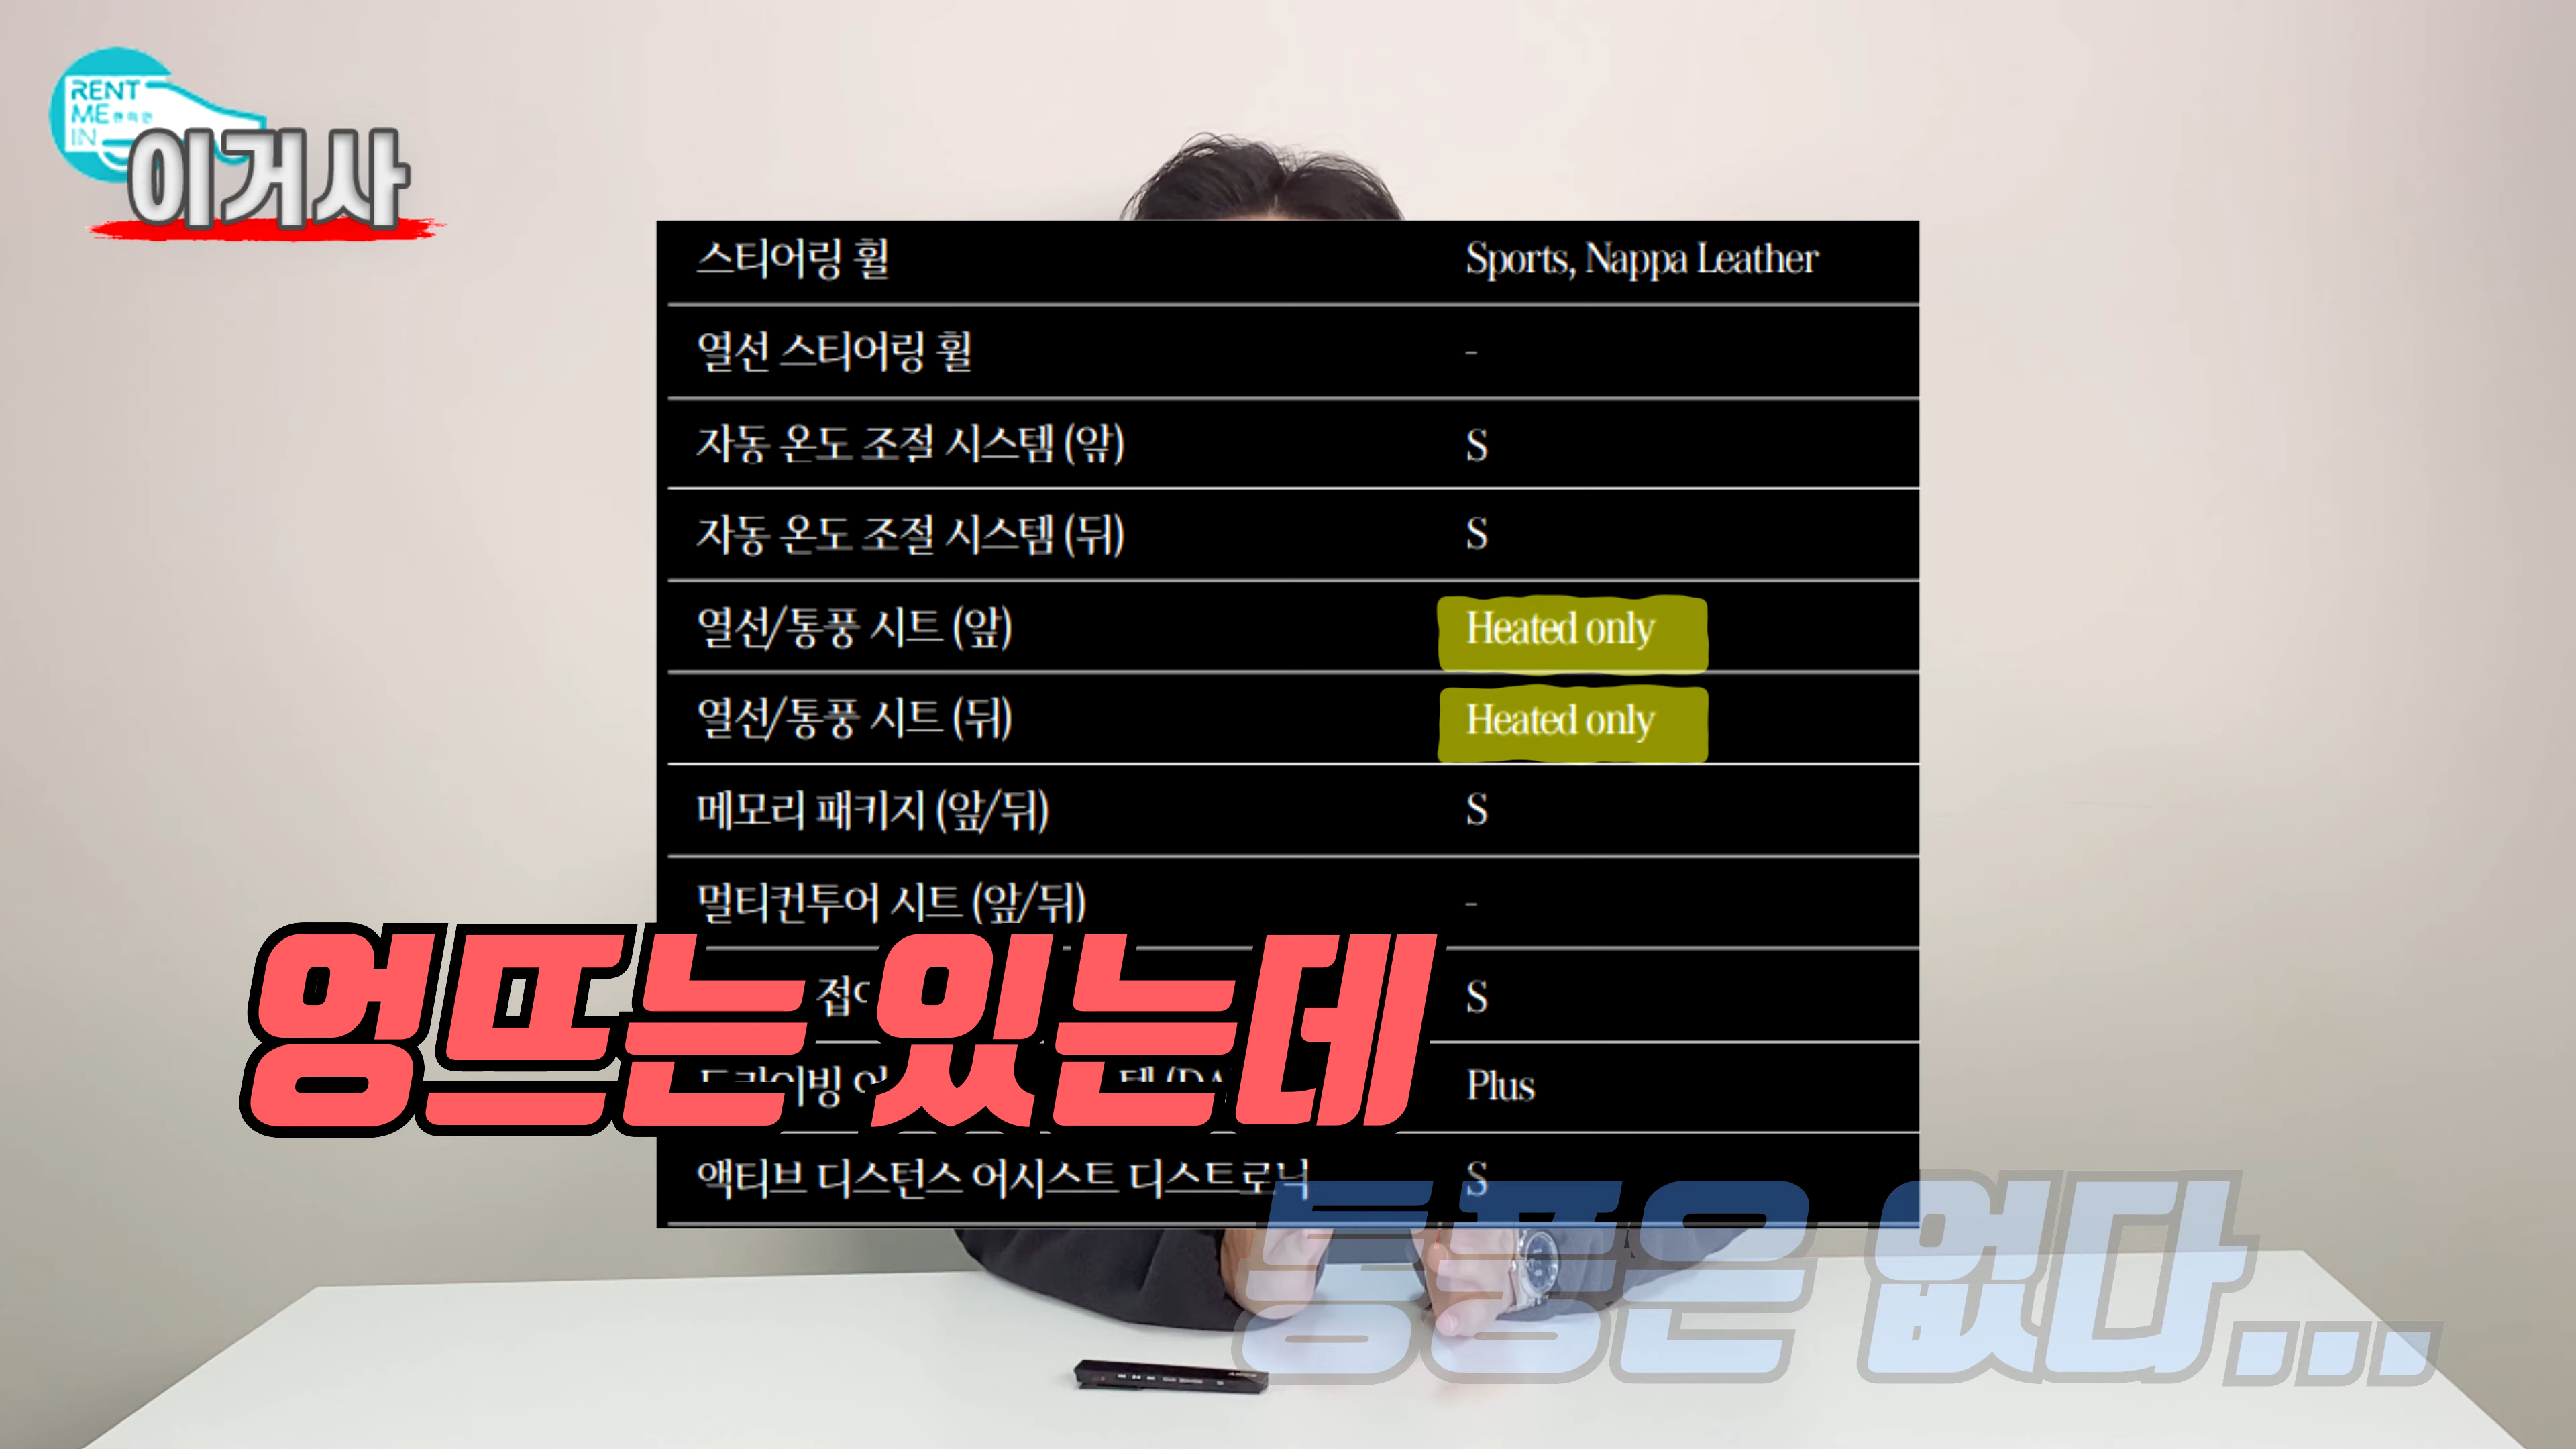 RENT
ME 렌미인
IN
이거사
스티어링 휠 Sports, Nappa Leather
열선 스티어링 휠 -
자동 온도 조절 시스템 (앞) S
자동 온도 조절 시스템 (뒤) S
열선/통풍 시트 (앞) Heated only
열선/통풍 시트 (뒤) Heated only
메모리 패키지 (앞/뒤) S
멀티컨투어 시트 (앞/뒤) -
S
엉뜨는 있는데
Plus
액티브 디스턴스 어시스트 디스트로닉 S
통풍은 없다...